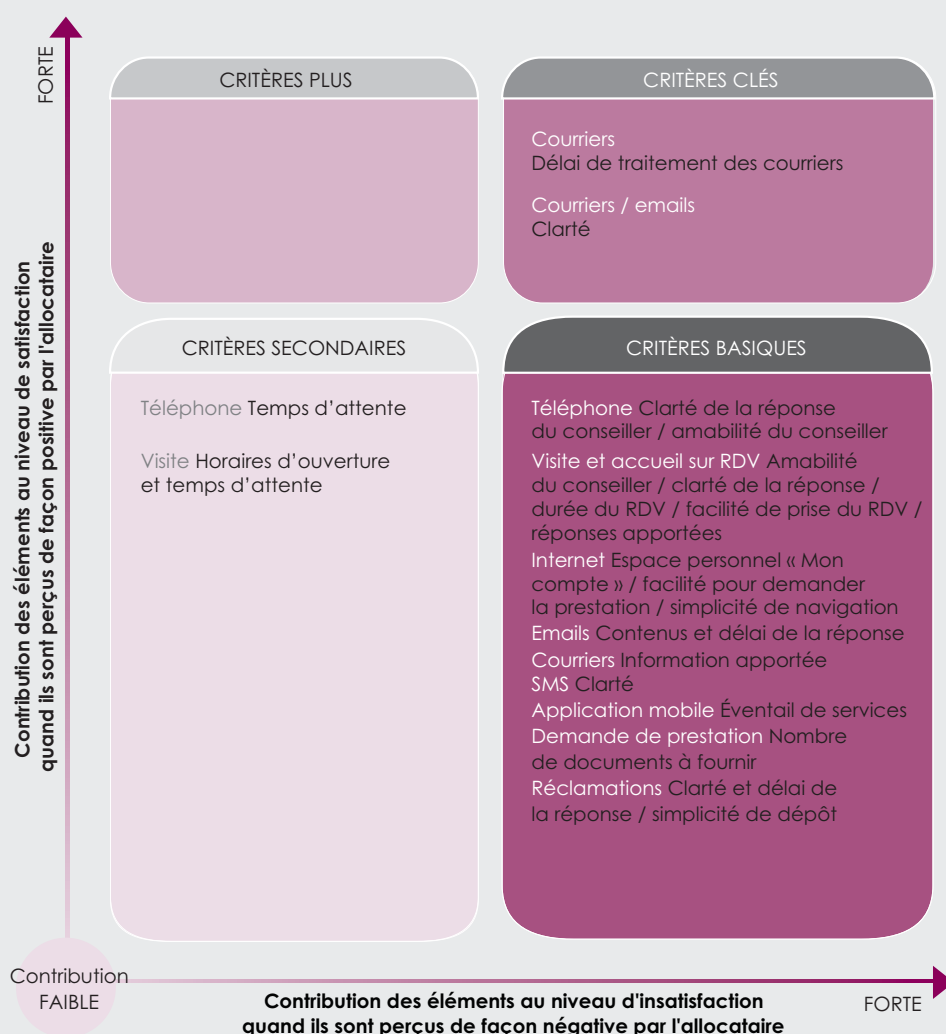 FORTE
Contribution des éléments au niveau de satisfaction
quand ils sont perçus de façon positive par l'allocataire
CRITÈRES PLUS
CRITÈRES CLÉS
Courriers
Délai de traitement des courriers
Courriers / emails
Clarté
CRITÈRES SECONDAIRES
Téléphone Temps d’attente
Visite Horaires d’ouverture
et temps d’attente
CRITÈRES BASIQUES
Téléphone Clarté de la réponse
du conseiller / amabilité du conseiller
Visite et accueil sur RDV Amabilité
du conseiller / clarté de la réponse /
durée du RDV / facilité de prise du RDV /
réponses apportées
Internet Espace personnel « Mon
compte » / facilité pour demander
la prestation / simplicité de navigation
Emails Contenus et délai de la réponse
Courriers Information apportée
SMS Clarté
Application mobile Éventail de services
Demande de prestation Nombre
de documents à fournir
Réclamations Clarté et délai de
la réponse / simplicité de dépôt
Contribution
FAIBLE
Contribution des éléments au niveau d'insatisfaction
quand ils sont perçus de façon négative par l'allocataire
FORTE